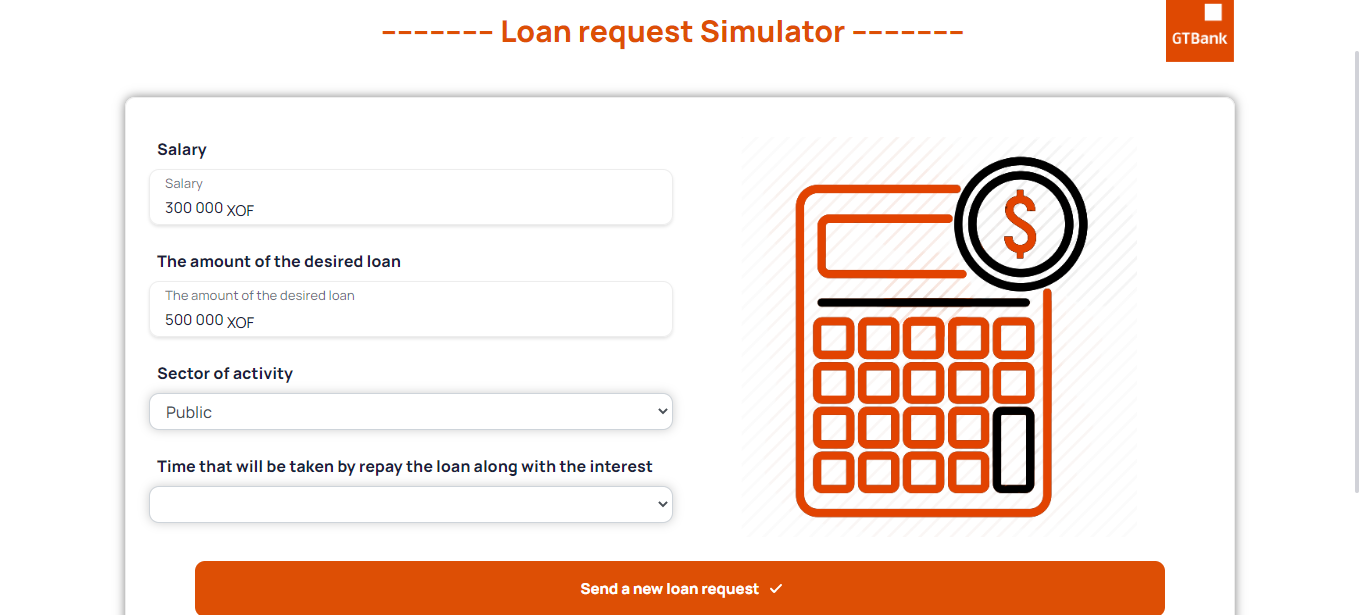 ------- Loan request Simulator -------
GTBank
Salary
Salary
300 000 XOF
The amount of the desired loan
The amount of the desired loan
500 000 XOF
Sector of activity
Public
Time that will be taken by repay the loan along with the interest
$
Send a new loan request ✓